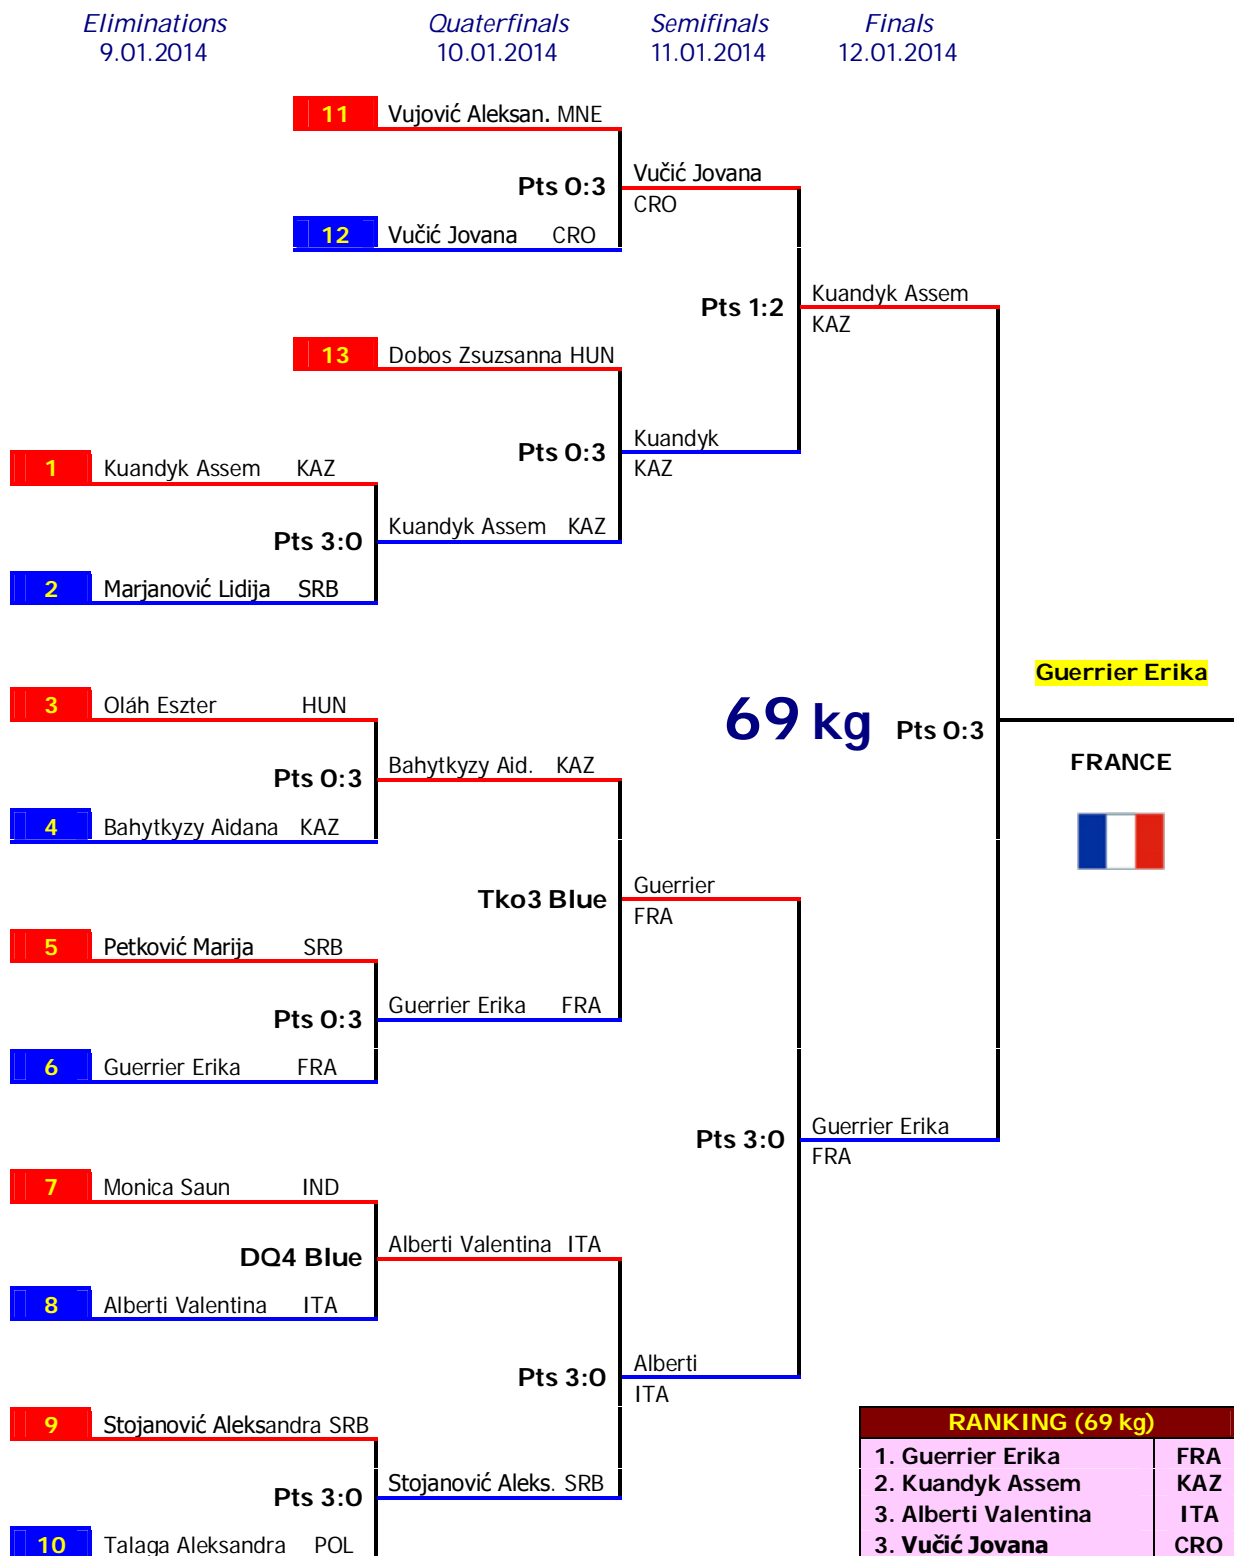 Eliminations Quaterfinals Semifinals Finals
9.01.2014 10.01.2014 11.01.2014 12.01.2014
11 Vujović Aleksan. MNE
Pts 0:3
Vučić Jovana
CRO
12 Vučić Jovana CRO
Pts 1:2
Kuandyk Assem
KAZ
13 Dobos Zsuzsanna HUN
Pts 0:3
Kuandyk
KAZ
1 Kuandyk Assem KAZ
Pts 3:0
Kuandyk Assem KAZ
2 Marjanović Lidija SRB
Guerrier Erika
3 Oláh Eszter HUN
69 kg Pts 0:3
FRANCE
Pts 0:3
Bahytkyzy Aid. KAZ
4 Bahytkyzy Aidana KAZ
Tko3 Blue
Guerrier
FRA
5 Petković Marija SRB
Pts 0:3
Guerrier Erika FRA
6 Guerrier Erika FRA
Pts 3:0
Guerrier Erika
FRA
7 Monica Saun IND
DQ4 Blue
Alberti Valentina ITA
8 Alberti Valentina ITA
Pts 3:0
Alberti
ITA
9 Stojanović Aleksandra SRB
Pts 3:0
Stojanović Aleks. SRB
10 Talaga Aleksandra POL
RANKING (69 kg)
1. Guerrier Erika FRA
2. Kuandyk Assem KAZ
3. Alberti Valentina ITA
3. Vučić Jovana CRO